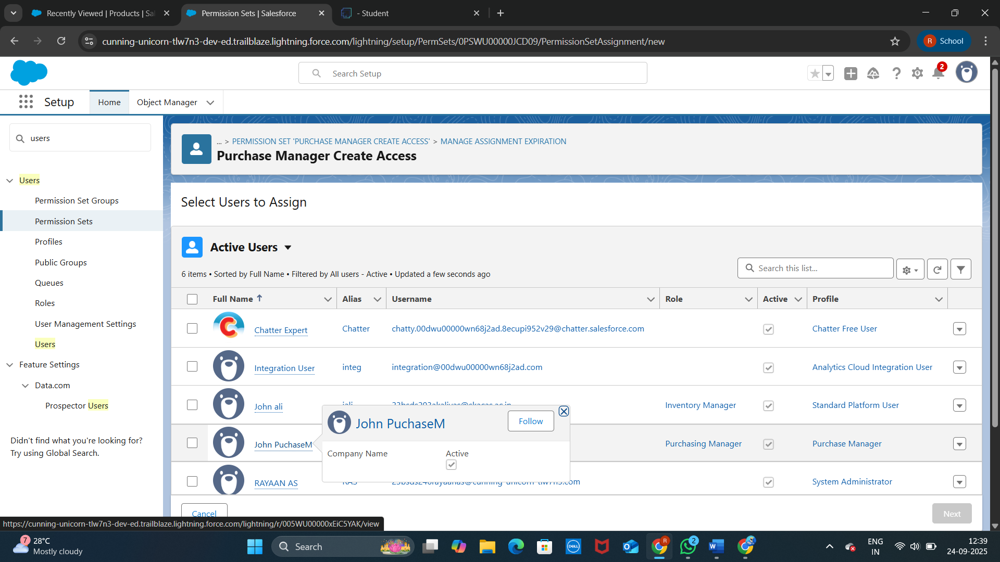 Recently Viewed | Products | Sal
Permission Sets | Salesforce
- Student
cunning-unicorn-tlw7n3-dev-ed.trailblaze.lightning.force.com/lightning/setup/PermSets/0PSWU00000JCD09/PermissionSetAssignment/new
R School
Search Setup
2
Setup
Home
Object Manager
users
... > PERMISSION SET 'PURCHASE MANAGER CREATE ACCESS' > MANAGE ASSIGNMENT EXPIRATION
Purchase Manager Create Access
Users
Permission Set Groups
Permission Sets
Profiles
Public Groups
Queues
Roles
User Management Settings
Users
Feature Settings
Data.com
Prospector Users
Didn't find what you're looking for?
Try using Global Search.
Select Users to Assign
Active Users
6 items • Sorted by Full Name • Filtered by All users - Active • Updated a few seconds ago
Search this list...
Full Name Alias Username Role Active Profile
Chatter Expert Chatter chatty.00dwu00000wn68j2ad.8ecupi952v29@chatter.salesforce.com Chatter Free User
Integration User integ integration@00dwu00000wn68j2ad.com Analytics Cloud Integration User
John ali Inventory Manager Standard Platform User
John PuchaseM Purchasing Manager Purchase Manager
John PuchaseM
Follow
Company Name Active
RAYAAN AS System Administrator
Cancel
Next
https://cunning-unicorn-tlw7n3-dev-ed.trailblaze.lightning.force.com/lightning/r/005WU00000xEiC5YAK/view
7
28°C
Mostly cloudy
Search
DELL
R
2
ENG
IN
12:39
24-09-2025